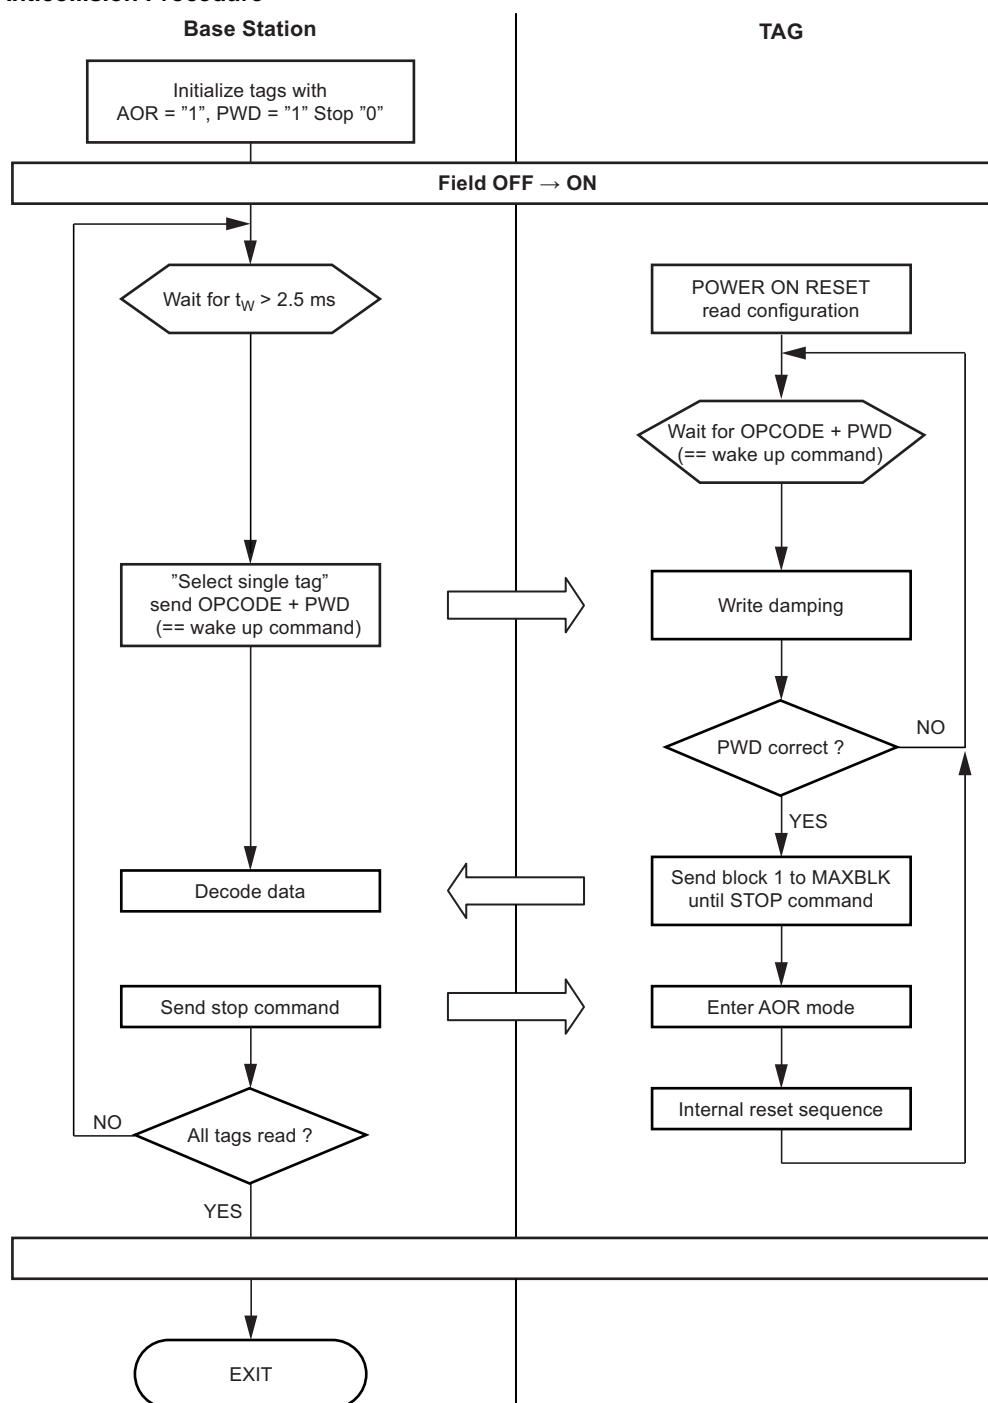 Base Station
TAG
Initialize tags with
AOR = ”1”, PWD = ”1” Stop ”0”
Field OFF → ON
Wait for tW > 2.5 ms
POWER ON RESET
read configuration
Wait for OPCODE + PWD
(== wake up command)
”Select single tag”
send OPCODE + PWD
(== wake up command)
Write damping
PWD correct ?
NO
YES
Decode data
Send block 1 to MAXBLK
until STOP command
Send stop command
Enter AOR mode
Internal reset sequence
All tags read ?
NO
YES
EXIT